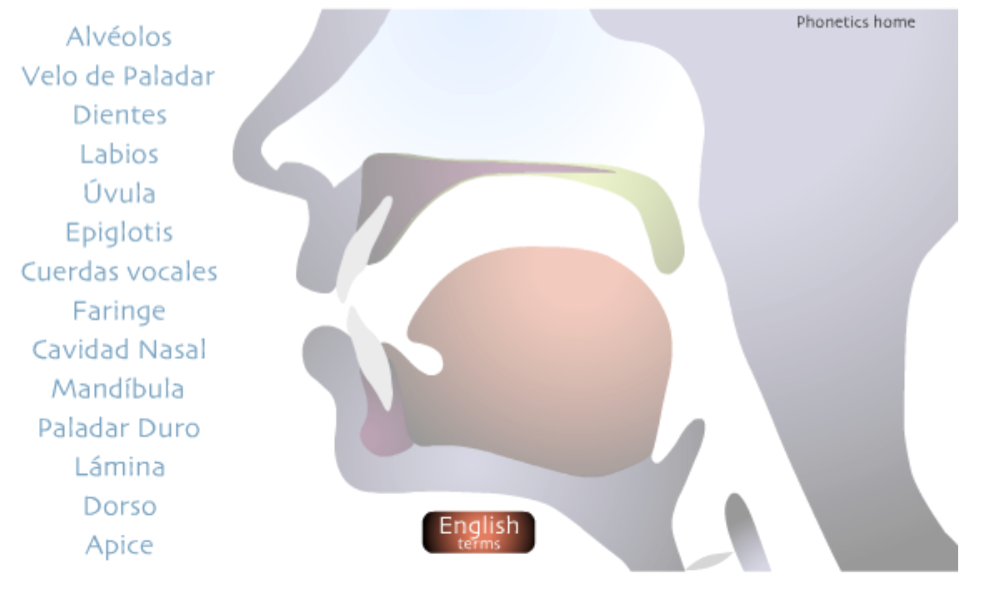 Phonetics home
Alvéolos
Velo de Paladar
Dientes
Labios
Úvula
Epiglotis
Cuerdas vocales
Faringe
Cavidad Nasal
Mandíbula
Paladar Duro
Lámina
Dorso
Apice
English
terms